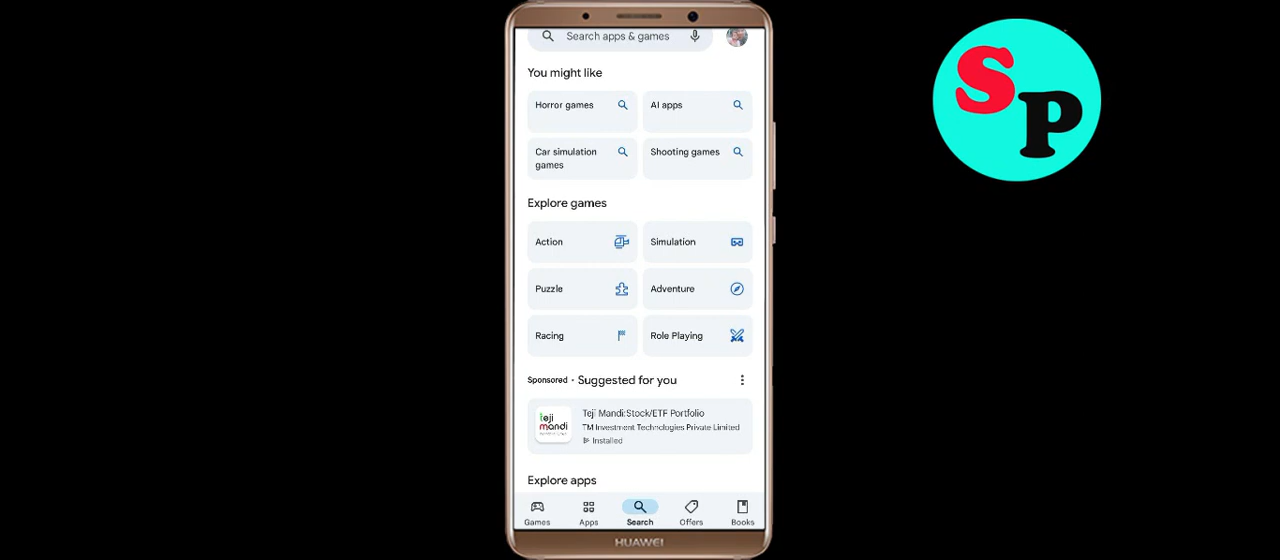 Search apps & games
You might like
Horror games
AI apps
Car simulation
games
Shooting games
Explore games
Action
Simulation
Puzzle
Adventure
Racing
Role Playing
Sponsored · Suggested for you
teji
mandi
Teji Mandi:Stock/ETF Portfolio
TM Investment Technologies Private Limited
Installed
Explore apps
Games
Apps
Search
Offers
Books
HUAWEI
SP